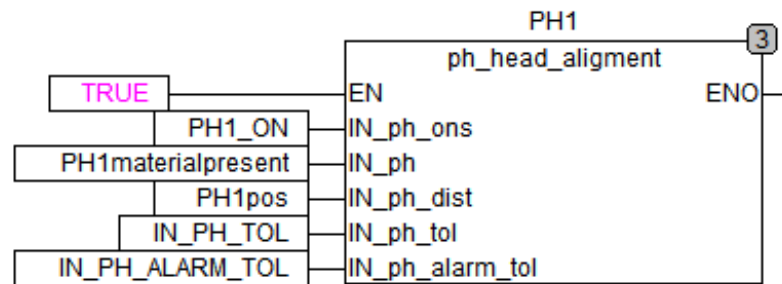 PH1
3
ph_head_aligment
TRUE EN ENO
PH1_ON IN_ph_ons
PH1materialpresent IN_ph
PH1pos IN_ph_dist
IN_PH_TOL IN_ph_tol
IN_PH_ALARM_TOL IN_ph_alarm_tol